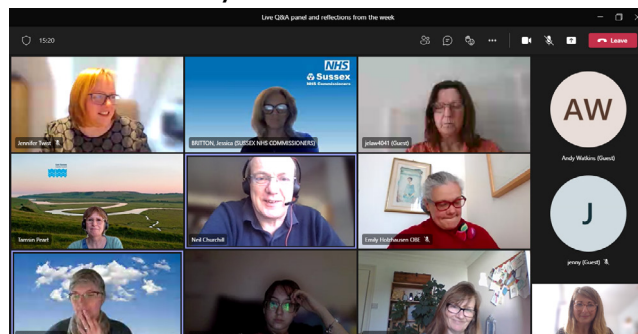 Live Q&A panel and reflections from the week
15:20
Leave
NHS
Sussex
NHS Commissioners
Jennifer Twist
BRITTON, Jessica (SUSSEX NHS COMMISSIONERS)
jelaw4041 (Guest)
AW
Andy Watkins (Guest)
Tamsin Peart
Neil Churchill
Emily Holzhausen OBE
J
jenny (Guest)